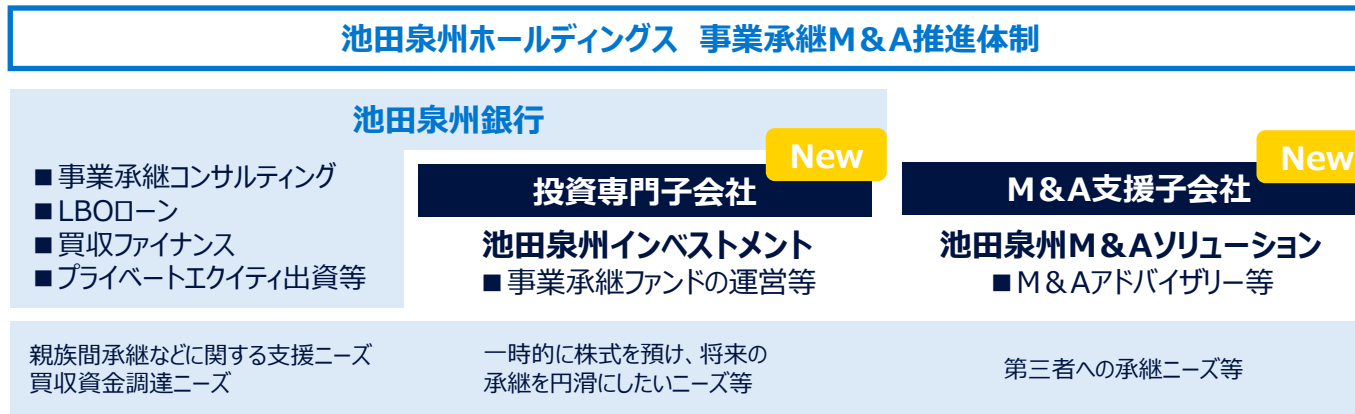 池田泉州ホールディングス 事業承継M&A推進体制
池田泉州銀行
■事業承継コンサルティング
■LBOローン
■買収ファイナンス
■プライベートエクイティ出資等
New
投資専門子会社
池田泉州インベストメント
■事業承継ファンドの運営等
New
M&A支援子会社
池田泉州M&Aソリューション
■M&Aアドバイザリー等
親族間承継などに関する支援ニーズ
買収資金調達ニーズ
一時的に株式を預け、将来の
承継を円滑にしたいニーズ等
第三者への承継ニーズ等